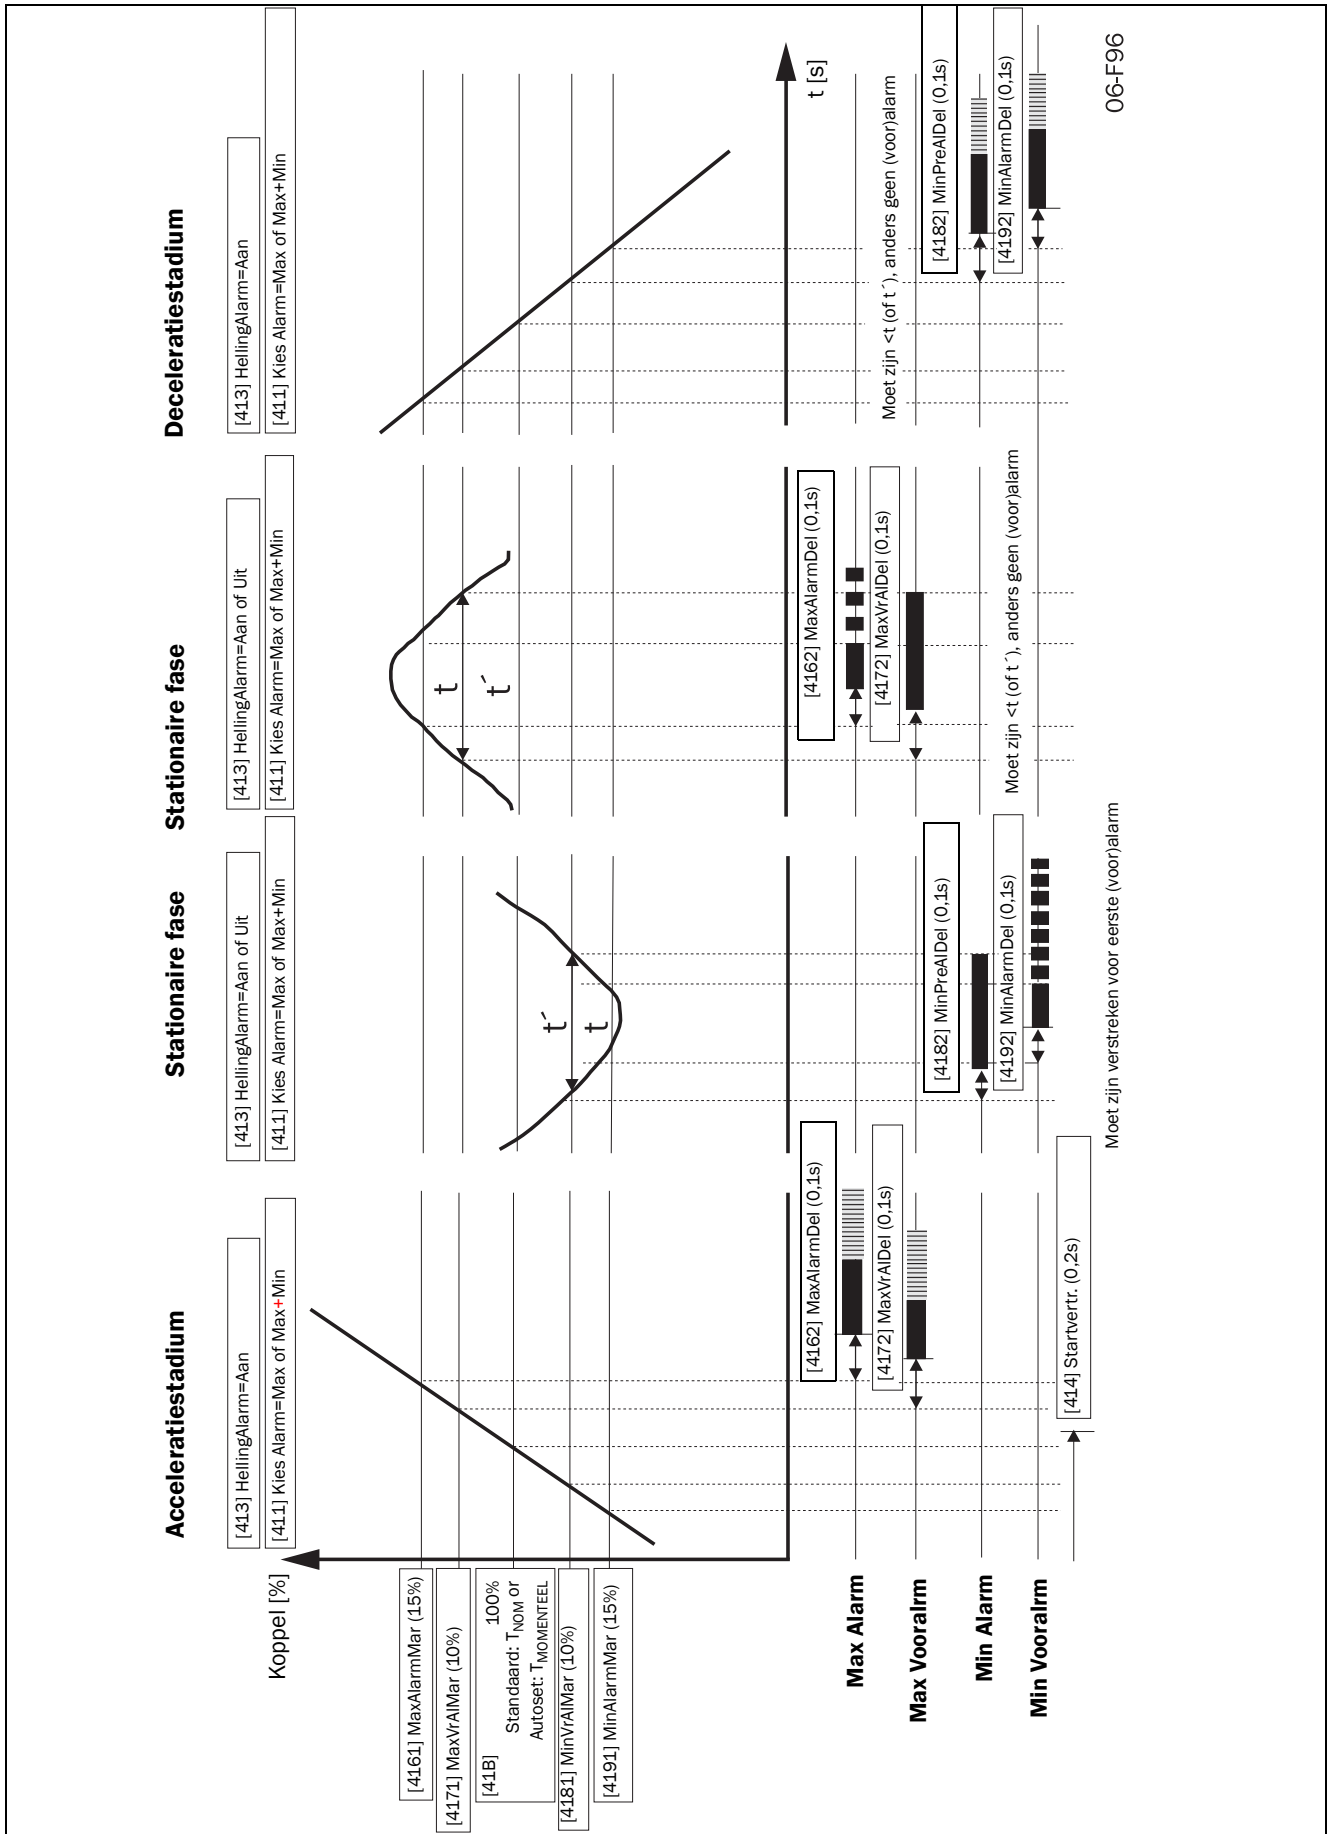 Acceleratiestadium
Stationaire fase
Stationaire fase
Deceleratiestadium
[413] HellingAlarm=Aan
[413] HellingAlarm=Aan of Uit
[413] HellingAlarm=Aan of Uit
[413] HellingAlarm=Aan
[411] Kies Alarm=Max of Max+Min
[411] Kies Alarm=Max of Max+Min
[411] Kies Alarm=Max of Max+Min
[411] Kies Alarm=Max of Max+Min
Koppel [%]
[4161] MaxAlarmMar (15%)
[4171] MaxVrAlMar (10%)
[41B]
100%
Standaard: TNOM or
Autoset: TMOMENTEEL
[4181] MinVrAlMar (10%)
[4191] MinAlarmMar (15%)
t´
t
t
t´
t [s]
[4162] MaxAlarmDel (0,1s)
[4162] MaxAlarmDel (0,1s)
Max Alarm
[4172] MaxVrAlDel (0,1s)
[4172] MaxVrAlDel (0,1s)
Moet zijn <t (of t´), anders geen (voor)alarm
Max Vooralrm
[4182] MinPreAlDel (0,1s)
[4182] MinPreAlDel (0,1s)
Min Alarm
[4192] MinAlarmDel (0,1s)
Moet zijn <t (of t´), anders geen (voor)alarm
[4192] MinAlarmDel (0,1s)
Min Vooralrm
[414] Startvertr. (0,2s)
Moet zijn verstreken voor eerste (voor)alarm
06-F96